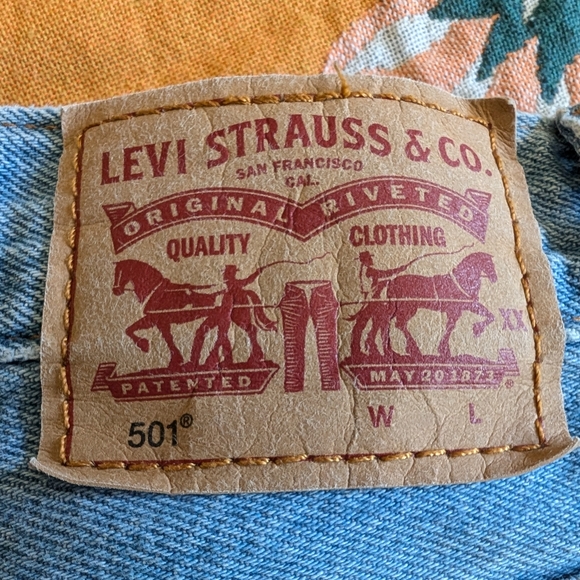 LEVI STRAUSS & CO.
SAN FRANCISCO
CAL.
ORIGINAL RIVETED
QUALITY CLOTHING
XX
PATENTED MAY 20 1873 ®
501®
W L